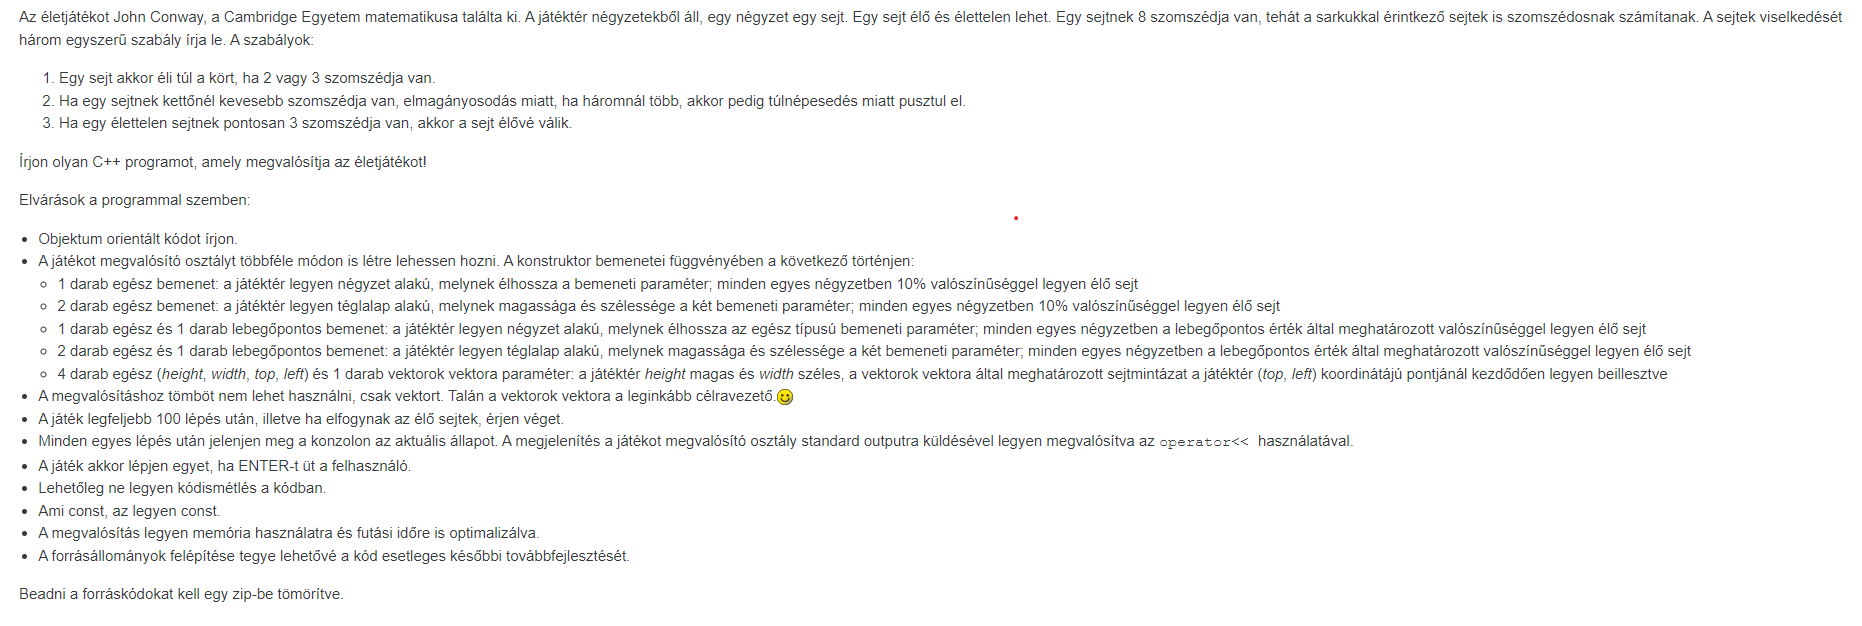 Az életjátékot John Conway, a Cambridge Egyetem matematikusa találta ki. A játéktér négyzetekből áll, egy négyzet egy sejt. Egy sejt élő és élettelen lehet. Egy sejtnek 8 szomszédja van, tehát a sarkukkal érintkező sejtek is szomszédosnak számítanak. A sejtek viselkedését
három egyszerű szabály írja le. A szabályok:
1. Egy sejt akkor éli túl a kört, ha 2 vagy 3 szomszédja van.
2. Ha egy sejtnek kettőnél kevesebb szomszédja van, elmagányosodás miatt, ha háromnál több, akkor pedig túlnépesedés miatt pusztul el.
3. Ha egy élettelen sejtnek pontosan 3 szomszédja van, akkor a sejt élővé válik.
Írjon olyan C++ programot, amely megvalósítja az életjátékot!
Elvárások a programmal szemben:
• Objektum orientált kódot írjon.
• A játékot megvalósító osztályt többféle módon is létre lehessen hozni. A konstruktor bemenetei függvényében a következő történjen:
○ 1 darab egész bemenet: a játéktér legyen négyzet alakú, melynek élhossza a bemeneti paraméter; minden egyes négyzetben 10% valószínűséggel legyen élő sejt
○ 2 darab egész bemenet: a játéktér legyen téglalap alakú, melynek magassága és szélessége a két bemeneti paraméter; minden egyes négyzetben 10% valószínűséggel legyen élő sejt
○ 1 darab egész és 1 darab lebegőpontos bemenet: a játéktér legyen négyzet alakú, melynek élhossza az egész típusú bemeneti paraméter; minden egyes négyzetben a lebegőpontos érték által meghatározott valószínűséggel legyen élő sejt
○ 2 darab egész és 1 darab lebegőpontos bemenet: a játéktér legyen téglalap alakú, melynek magassága és szélessége a két bemeneti paraméter; minden egyes négyzetben a lebegőpontos érték által meghatározott valószínűséggel legyen élő sejt
○ 4 darab egész (height, width, top, left) és 1 darab vektorok vektora paraméter: a játéktér height magas és width széles, a vektorok vektora által meghatározott sejtmintázat a játéktér (top, left) koordinátájú pontjánál kezdődően legyen beillesztve
• A megvalósításhoz tömböt nem lehet használni, csak vektort. Talán a vektorok vektora a leginkább célravezető.
• A játék legfeljebb 100 lépés után, illetve ha elfogynak az élő sejtek, érjen véget.
• Minden egyes lépés után jelenjen meg a konzolon az aktuális állapot. A megjelenítés a játékot megvalósító osztály standard outputra küldésével legyen megvalósítva az operator<< használatával.
• A játék akkor lépjen egyet, ha ENTER-t üt a felhasználó.
• Lehetőleg ne legyen kódismétlés a kódban.
• Ami const, az legyen const.
• A megvalósítás legyen memória használatra és futási időre is optimalizálva.
• A forrásállományok felépítése tegye lehetővé a kód esetleges későbbi továbbfejlesztését.
Beadni a forráskódokat kell egy zip-be tömörítve.